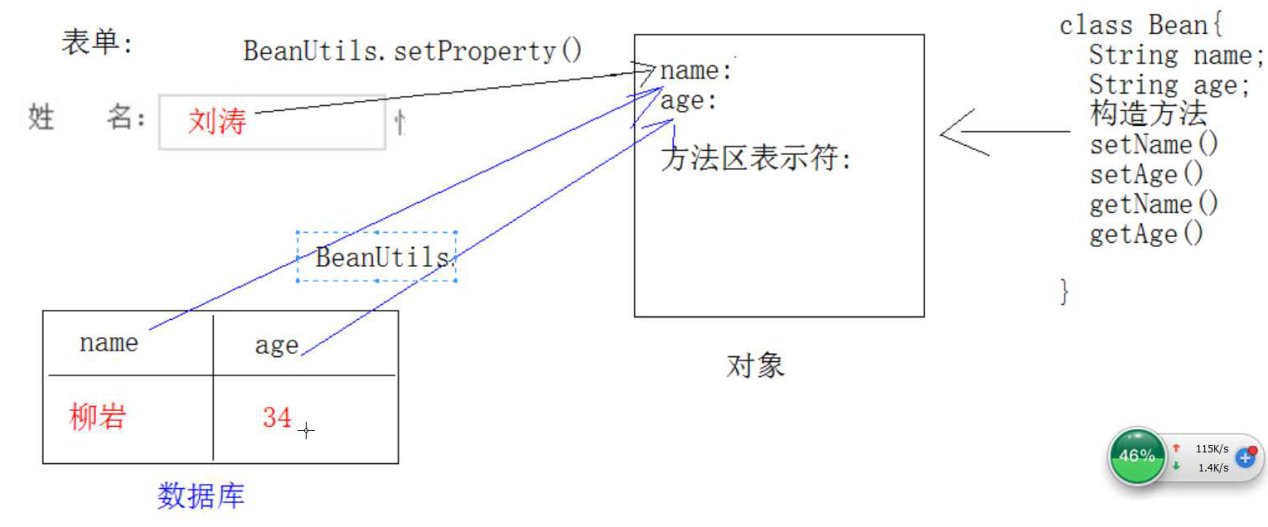 表单:
BeanUtils.setProperty()
姓 名: 刘涛
BeanUtils.
name age
柳岩 34
数据库
name:
age:
方法区表示符:
对象
class Bean{
String name;
String age;
构造方法
setName()
setAge()
getName()
getAge()
}
46%
115K/s
1.4K/s